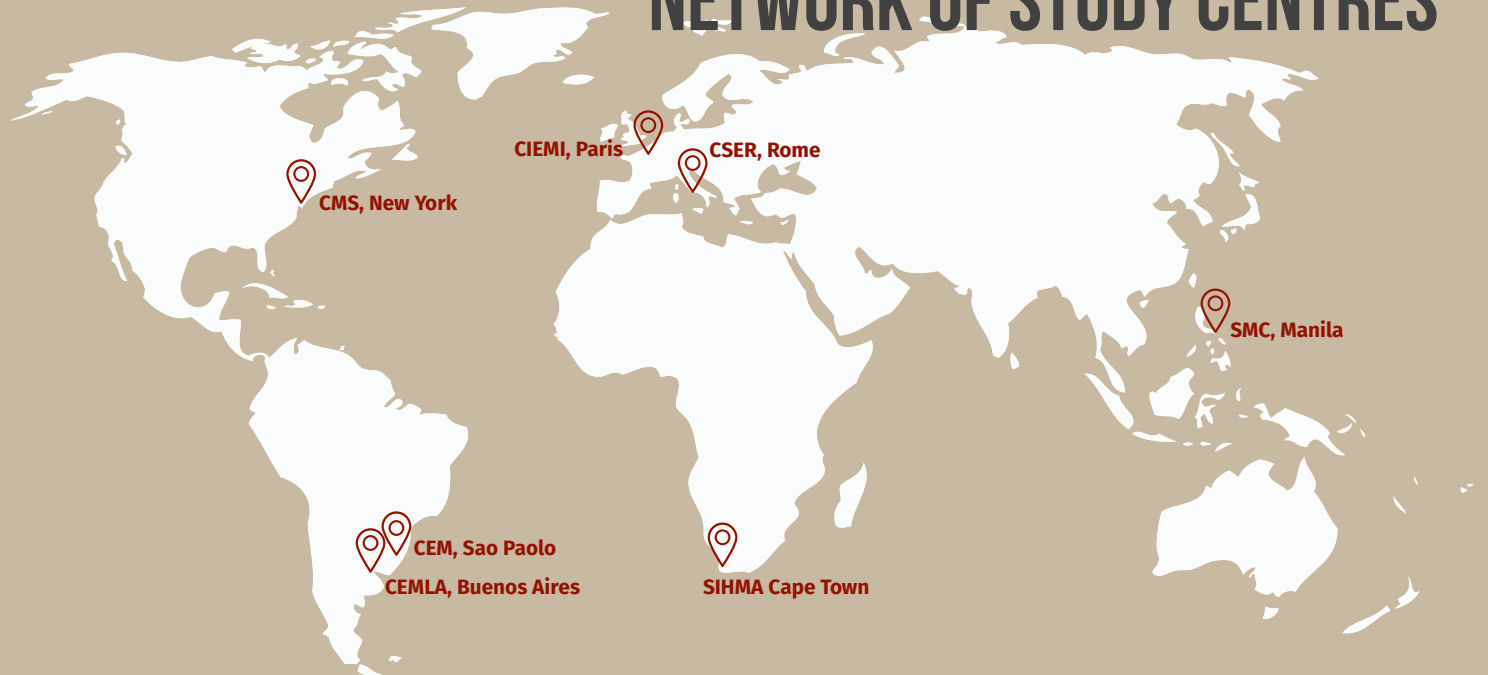 NETWORK OF STUDY CENTRES
CIEMI, Paris
CSER, Rome
CMS, New York
SMC, Manila
CEM, Sao Paolo
CEMLA, Buenos Aires
SIHMA Cape Town